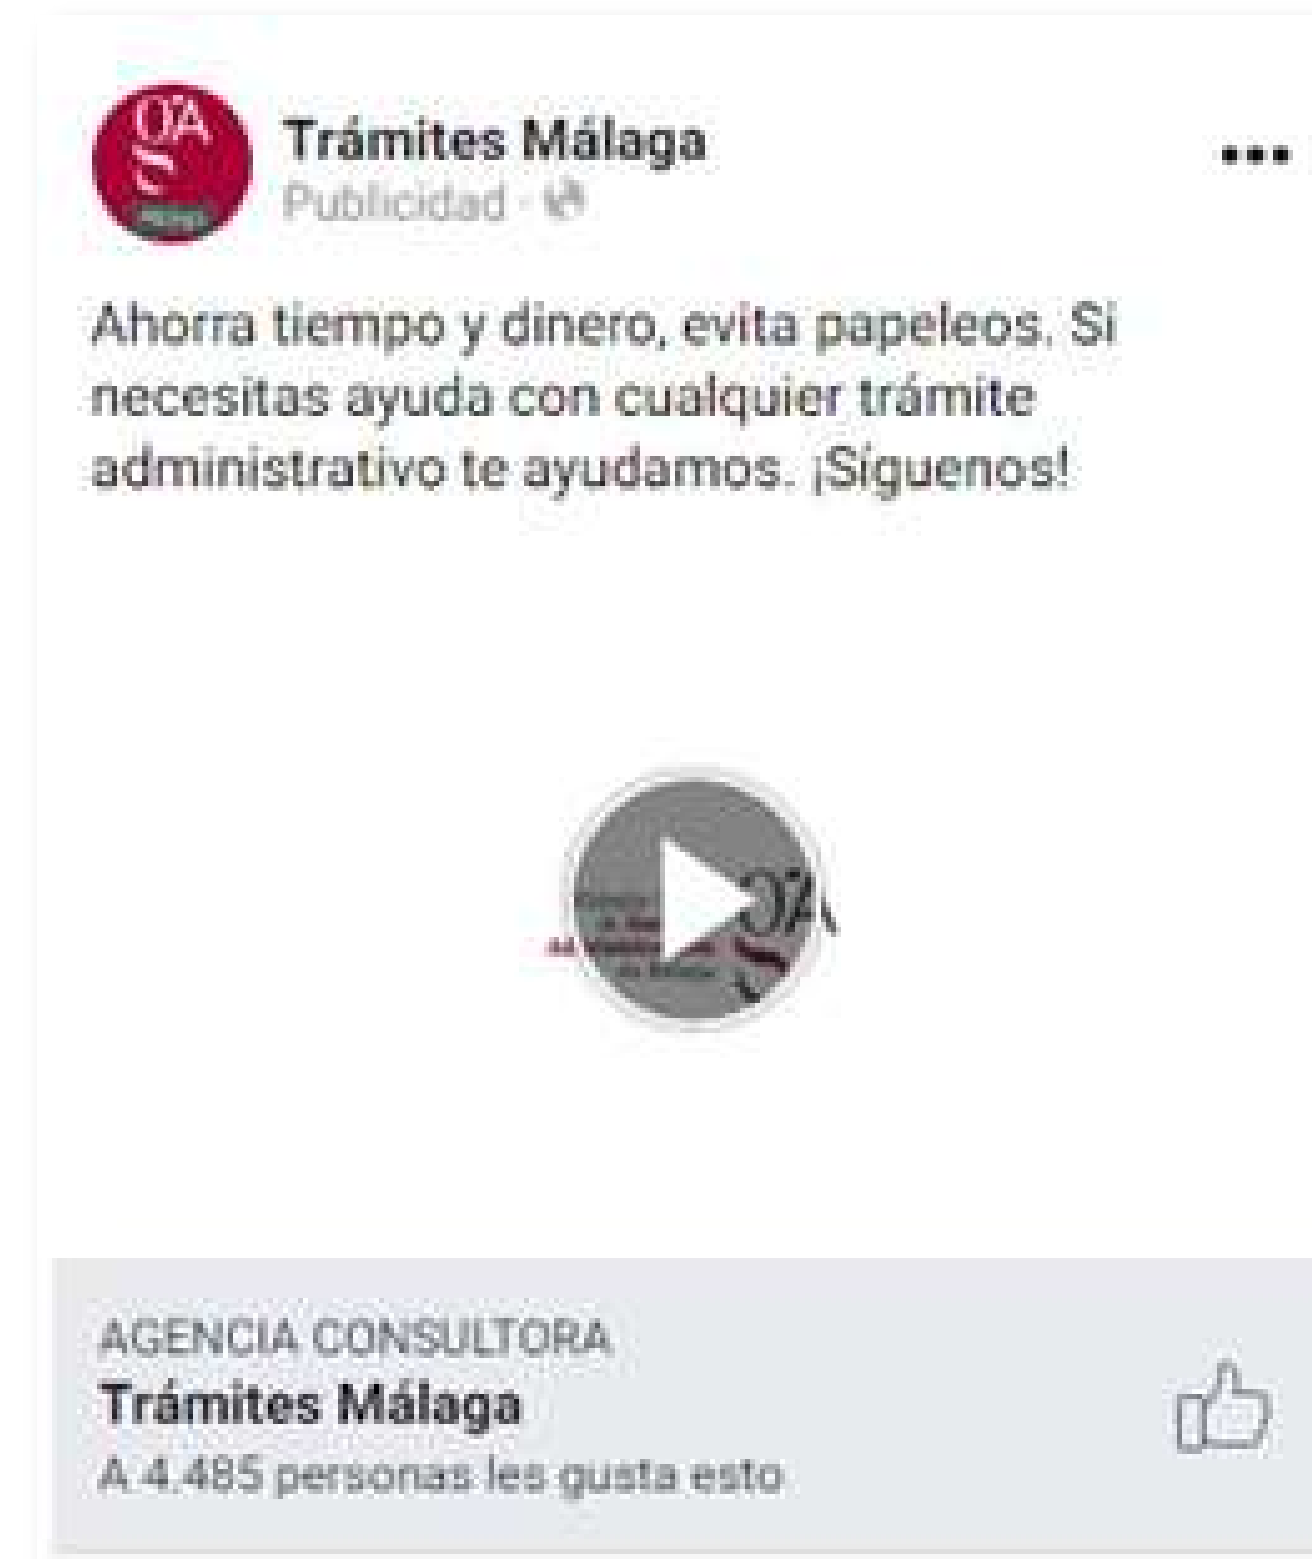 Trámites Málaga
Publicidad ·
Ahorra tiempo y dinero, evita papeleos. Si
necesitas ayuda con cualquier trámite
administrativo te ayudamos. ¡Síguenos!
AGENCIA CONSULTORA
Trámites Málaga
A 4.485 personas les gusta esto